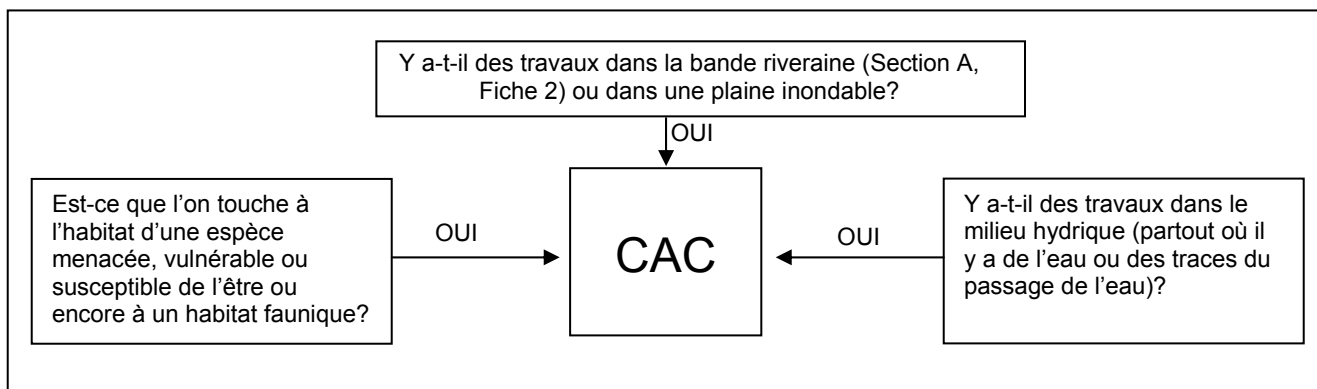 Y a-t-il des travaux dans la bande riveraine (Section A,
Fiche 2) ou dans une plaine inondable?
OUI
Est-ce que l’on touche à
l’habitat d’une espèce
menacée, vulnérable ou
susceptible de l’être ou
encore à un habitat faunique?
OUI
CAC
OUI
Y a-t-il des travaux dans le
milieu hydrique (partout où il
y a de l’eau ou des traces du
passage de l’eau)?